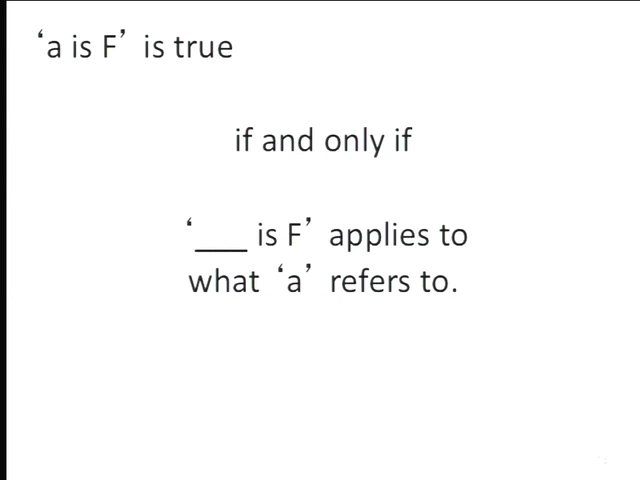 ‘a is F’ is true
if and only if
‘___ is F’ applies to
what ‘a’ refers to.